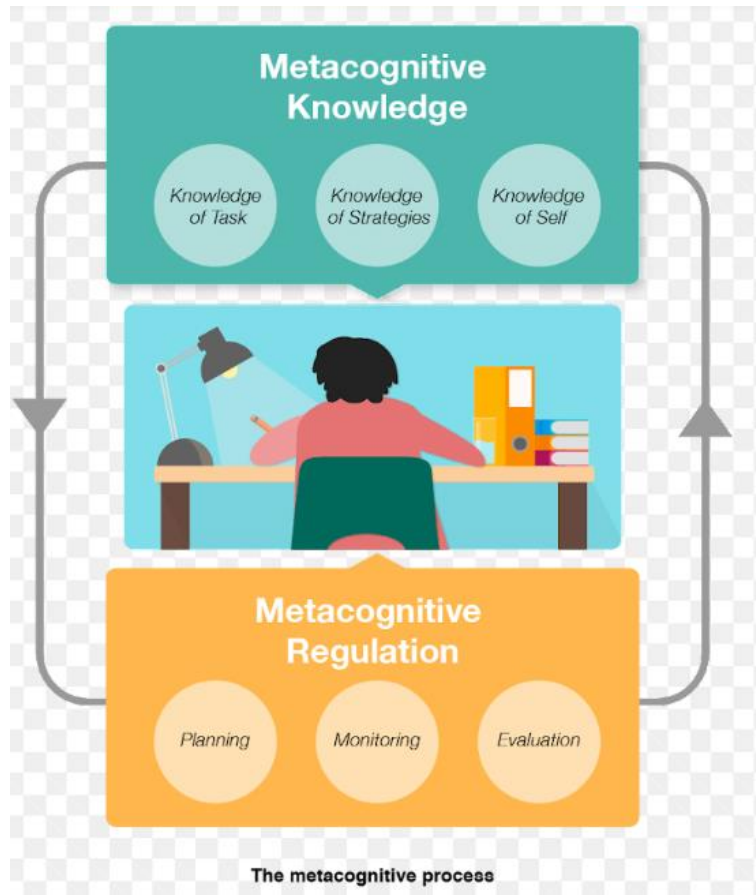 Metacognitive
Knowledge
Knowledge
of Task
Knowledge
of Strategies
Knowledge
of Self
Metacognitive
Regulation
Planning
Monitoring
Evaluation
The metacognitive process